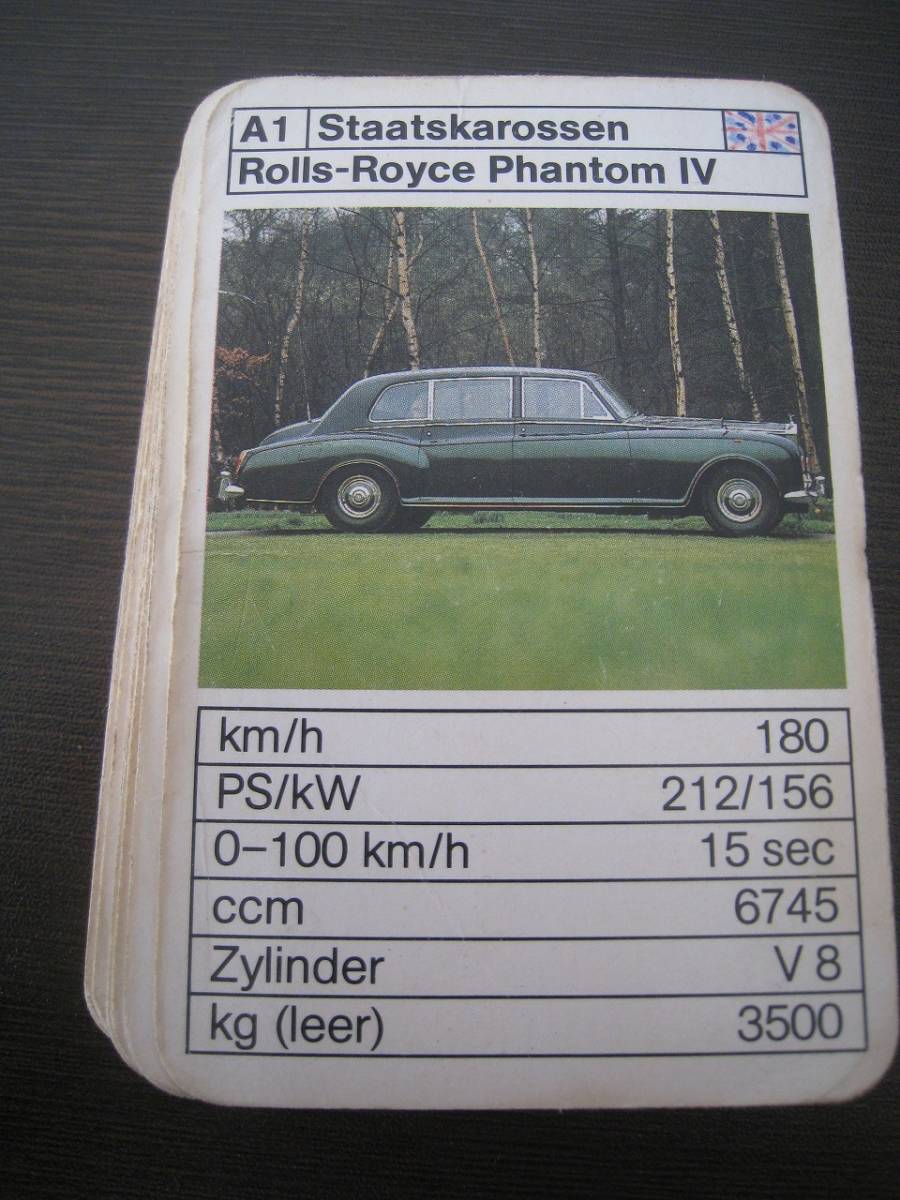 A1 Staatskarossen
Rolls-Royce Phantom IV
km/h 180
PS/kW 212/156
0–100 km/h 15 sec
ccm 6745
Zylinder V 8
kg (leer) 3500